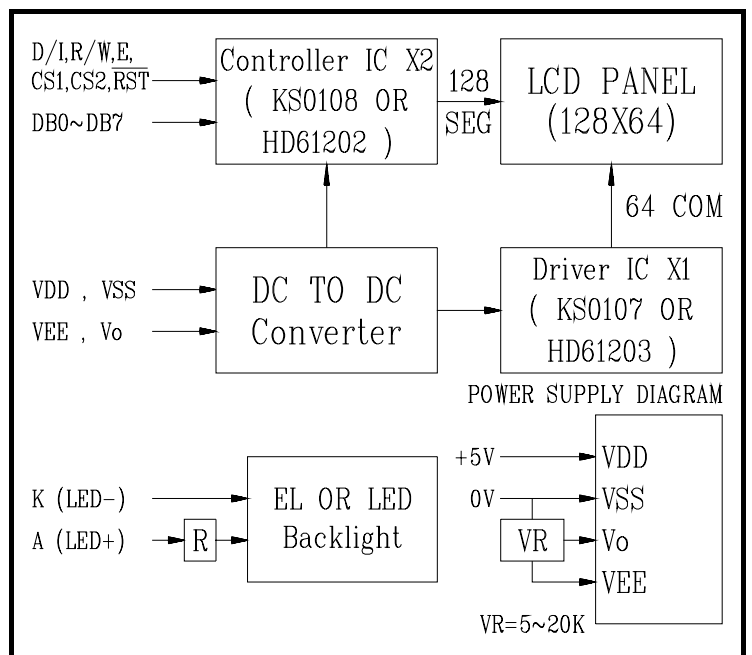 D/I,R/W,E,
CS1,CS2,R̅S̅T̅
DB0~DB7
Controller IC X2
( KS0108 OR
HD61202 )
128
SEG
LCD PANEL
(128X64)
64 COM
VDD , VSS
VEE , Vo
DC TO DC
Converter
Driver IC X1
( KS0107 OR
HD61203 )
POWER SUPPLY DIAGRAM
K (LED-)
A (LED+)
R
EL OR LED
Backlight
+5V
0V
VR
VDD
VSS
Vo
VEE
VR=5~20K